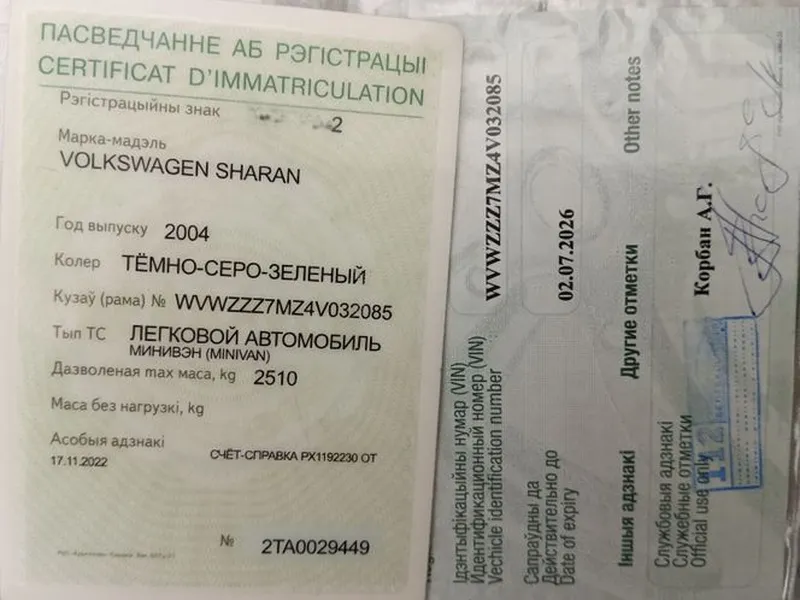 ПАСВЕДЧАННЕ АБ РЭГІСТРАЦЫІ
CERTIFICAT D'IMMATRICULATION
Рэгістрацыйны знак
2
Марка-мадэль
VOLKSWAGEN SHARAN
Год выпуску 2004
Колер ТЁМНО-СЕРО-ЗЕЛЕНЫЙ
Кузаў (рама) № WVWZZZ7MZ4V032085
Тып ТС ЛЕГКОВОЙ АВТОМОБИЛЬ
МИНИВЭН (MINIVAN)
Дазволеная max маса, kg 2510
Маса без нагрузкі, kg
Асобыя адзнакі
17.11.2022 СЧЁТ-СПРАВКА РХ1192230 ОТ
№ 2ТА0029449
Ідэнтыфікацыйны нумар (VIN)
Идентификационный номер (VIN)
Vechicle identification number
WVWZZZ7MZ4V032085
Сапраўдны да
Действительно до
Date of expiry
02.07.2026
Іншыя адзнакі
Другие отметки
Other notes
Службовыя адзнакі
Служебные отметки
Official use only
Корбан А.Г.
112